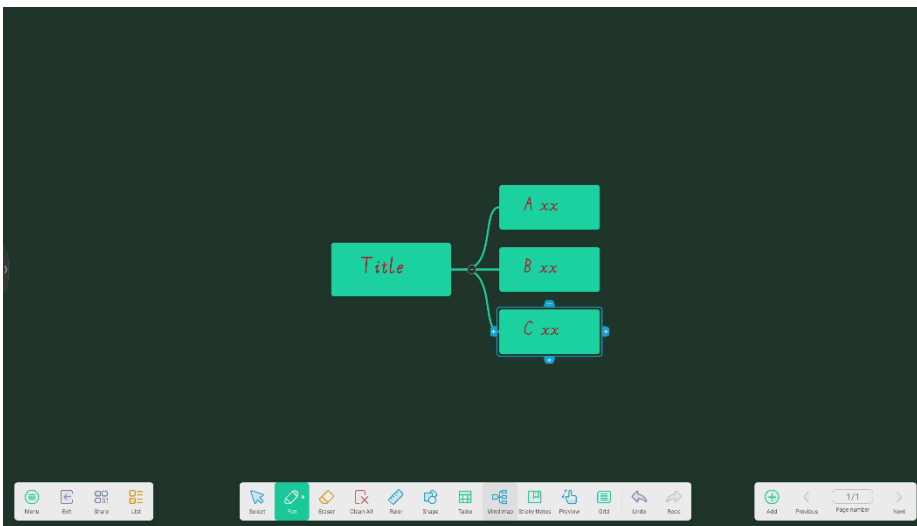 A xx
Title
B xx
C xx
Menu
Exit
Share
List
Select
Pen
Eraser
Clean All
Ruler
Shape
Table
Mind map
Sticky Notes
Preview
Grid
Undo
Redo
Add
Previous
1/1
Page number
Next